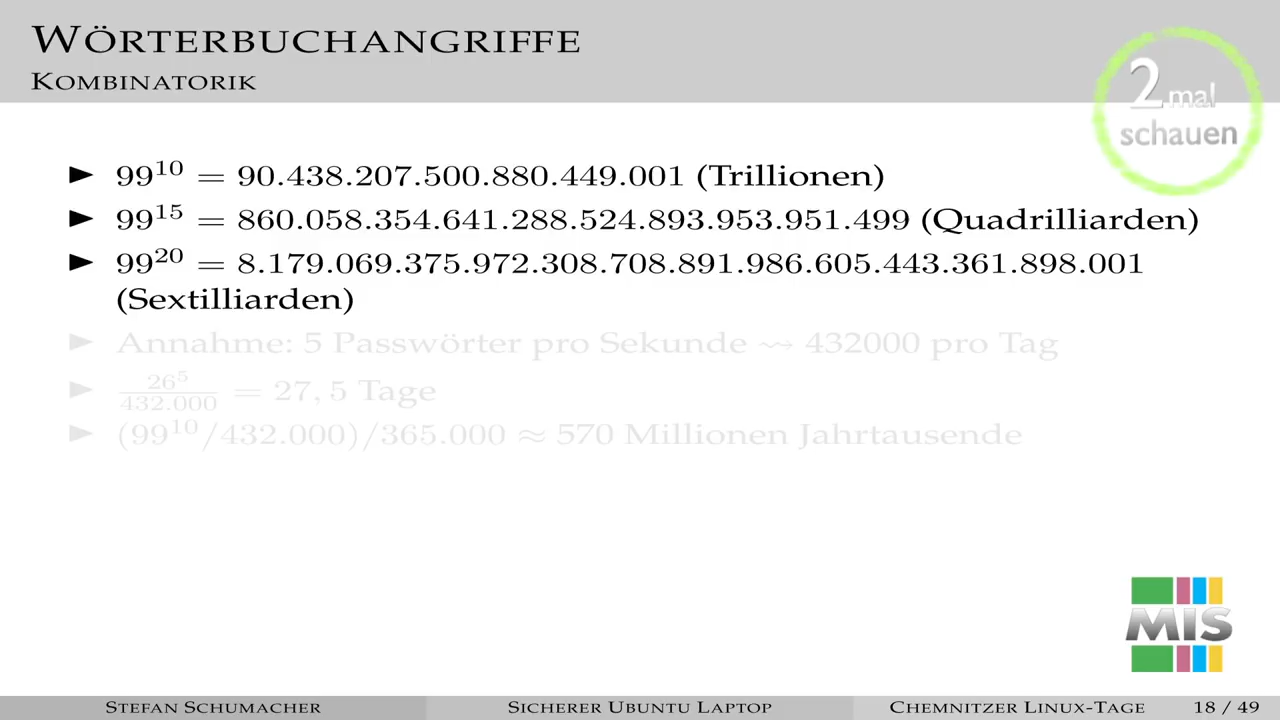 WÖRTERBUCHANGRIFFE
KOMBINATORIK
2 mal
schauen
▶ 99¹⁰ = 90.438.207.500.880.449.001 (Trillionen)
▶ 99¹⁵ = 860.058.354.641.288.524.893.953.951.499 (Quadrilliarden)
▶ 99²⁰ = 8.179.069.375.972.308.708.891.986.605.443.361.898.001
(Sextilliarden)
▶ Annahme: 5 Passwörter pro Sekunde ⇝ 432000 pro Tag
▶ 26⁵/432.000 = 27, 5 Tage
▶ (99¹⁰/432.000)/365.000 ≈ 570 Millionen Jahrtausende
MIS
STEFAN SCHUMACHER SICHERER UBUNTU LAPTOP CHEMNITZER LINUX-TAGE 18 / 49